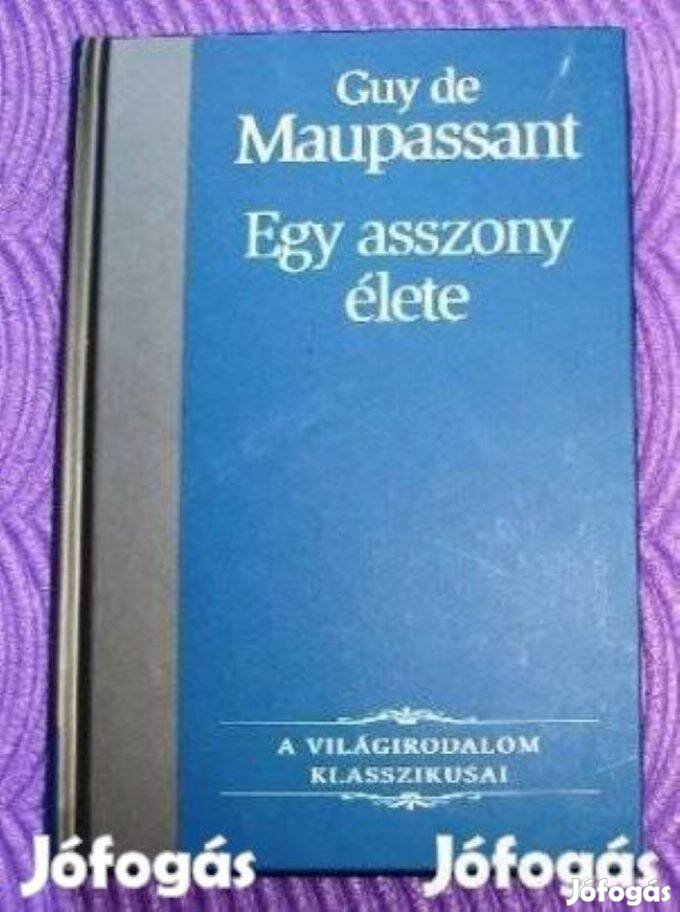 Guy de
Maupassant
Egy asszony
élete
A VILÁGIRODALOM
KLASSZIKUSAI
Jófogás
Jófogás
Jófogás